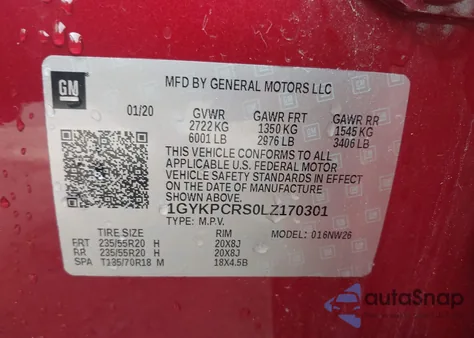 GM
MFD BY GENERAL MOTORS LLC
01/20 GVWR GAWR FRT GAWR RR
2722 KG 1350 KG 1545 KG
6001 LB 2976 LB 3406 LB
THIS VEHICLE CONFORMS TO ALL
APPLICABLE U.S. FEDERAL MOTOR
VEHICLE SAFETY STANDARDS IN EFFECT
ON THE DATE OF MANUFACTURE
SHOWN ABOVE.
1GYKPCRS0LZ170301
TYPE: M.P.V. MODEL: 016NW26
TIRE SIZE RIM
FRT 235/55R20 H 20X8J
RR 235/55R20 H 20X8J
SPA T135/70R18 M 18X4.5B
autoSnap